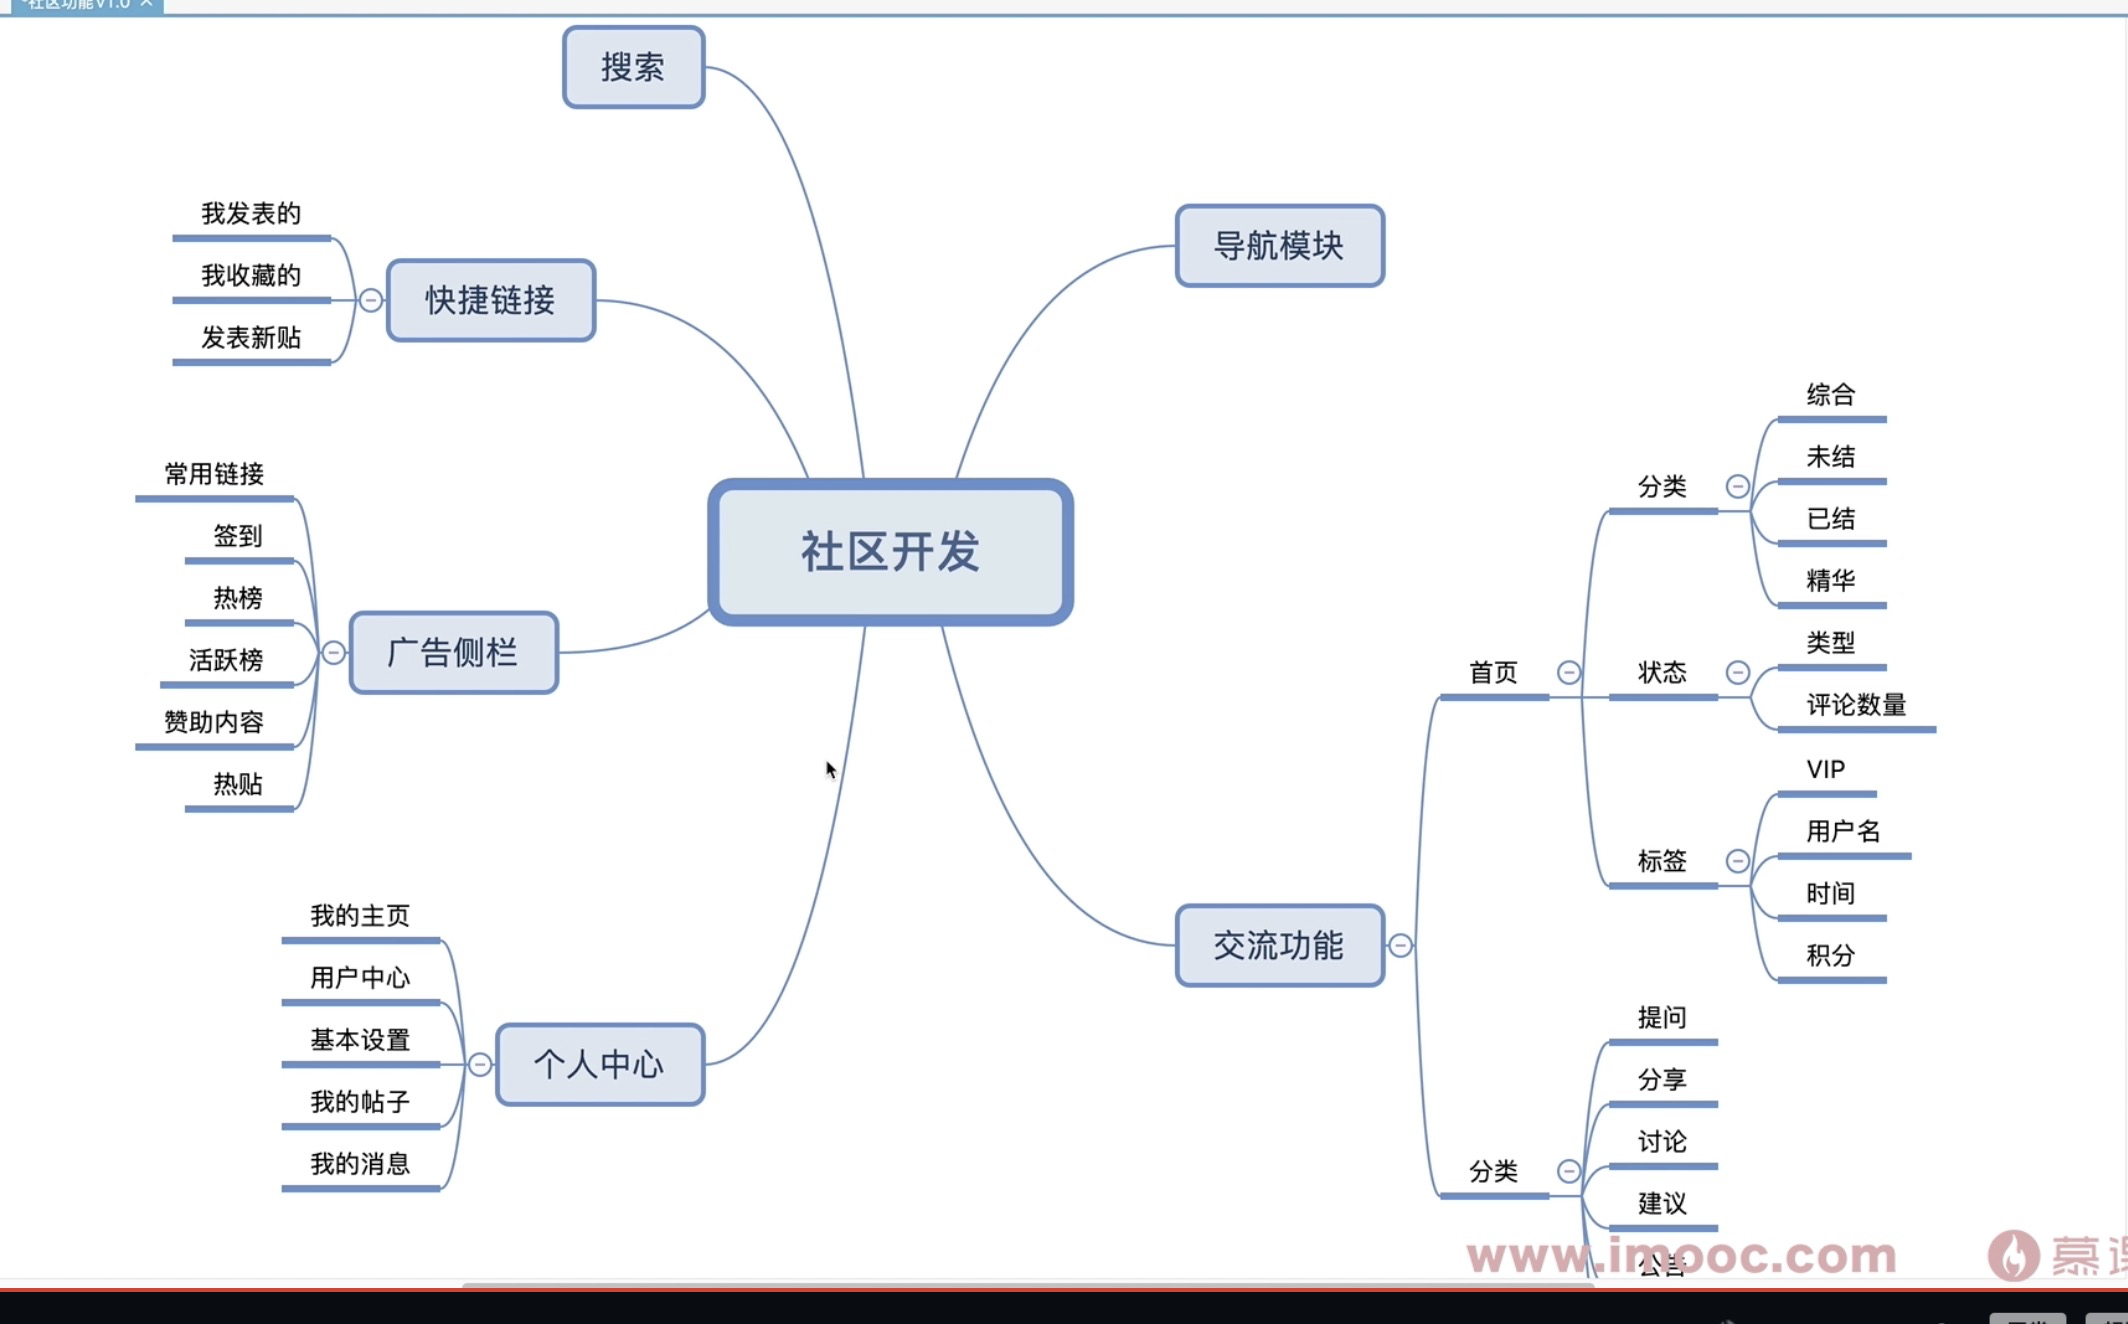 *社区功能V1.0 ×
搜索
导航模块
快捷链接
我发表的
我收藏的
发表新贴
社区开发
广告侧栏
常用链接
签到
热榜
活跃榜
赞助内容
热贴
个人中心
我的主页
用户中心
基本设置
我的帖子
我的消息
交流功能
首页
分类
综合
未结
已结
精华
状态
类型
评论数量
标签
VIP
用户名
时间
积分
分类
提问
分享
讨论
建议
公告
www.imooc.com
慕课